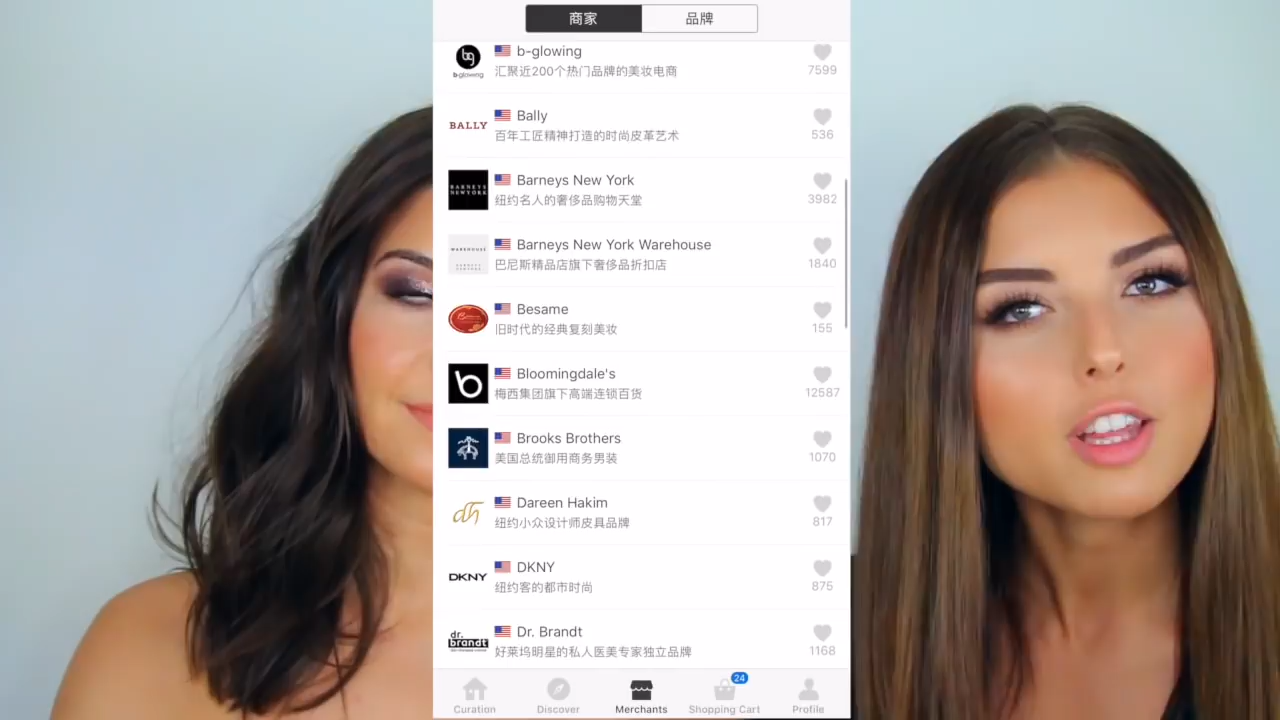 商家
品牌
b-glowing
b-glowing
汇聚近200个热门品牌的美妆电商
7599
BALLY
Bally
百年工匠精神打造的时尚皮革艺术
536
BARNEYS
NEWYORK
Barneys New York
纽约名人的奢侈品购物天堂
3982
WAREHOUSE
Barneys New York Warehouse
巴尼斯精品店旗下奢侈品折扣店
1840
Besame
旧时代的经典复刻美妆
155
Bloomingdale's
梅西集团旗下高端连锁百货
12587
Brooks Brothers
美国总统御用商务男装
1070
dh
Dareen Hakim
纽约小众设计师皮具品牌
817
DKNY
DKNY
纽约客的都市时尚
875
dr.
brandt
Dr. Brandt
好莱坞明星的私人医美专家独立品牌
1168
24
Curation
Discover
Merchants
Shopping Cart
Profile